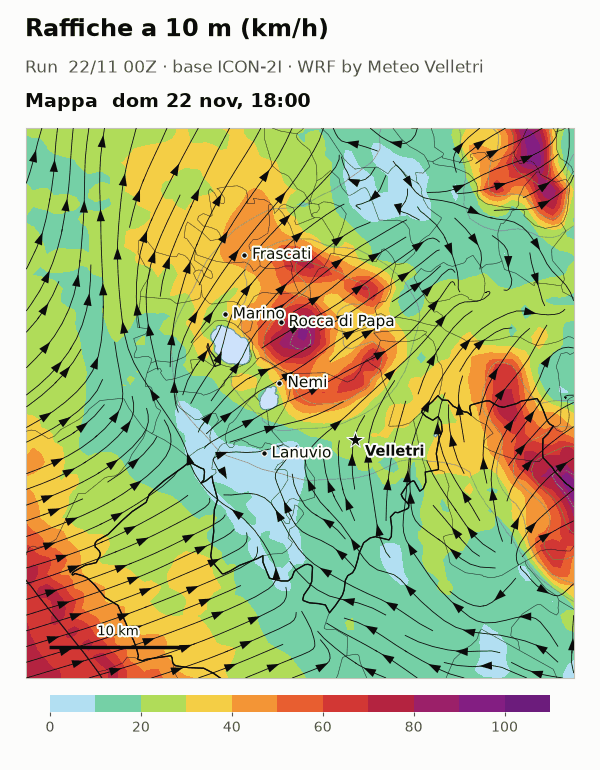 Raffiche a 10 m (km/h)
Run  22/11 00Z · base ICON-2I · WRF by Meteo Velletri
Mappa  dom 22 nov, 18:00
Frascati
Marino
Rocca di Papa
Nemi
Velletri
Lanuvio
10 km
0 20 40 60 80 100